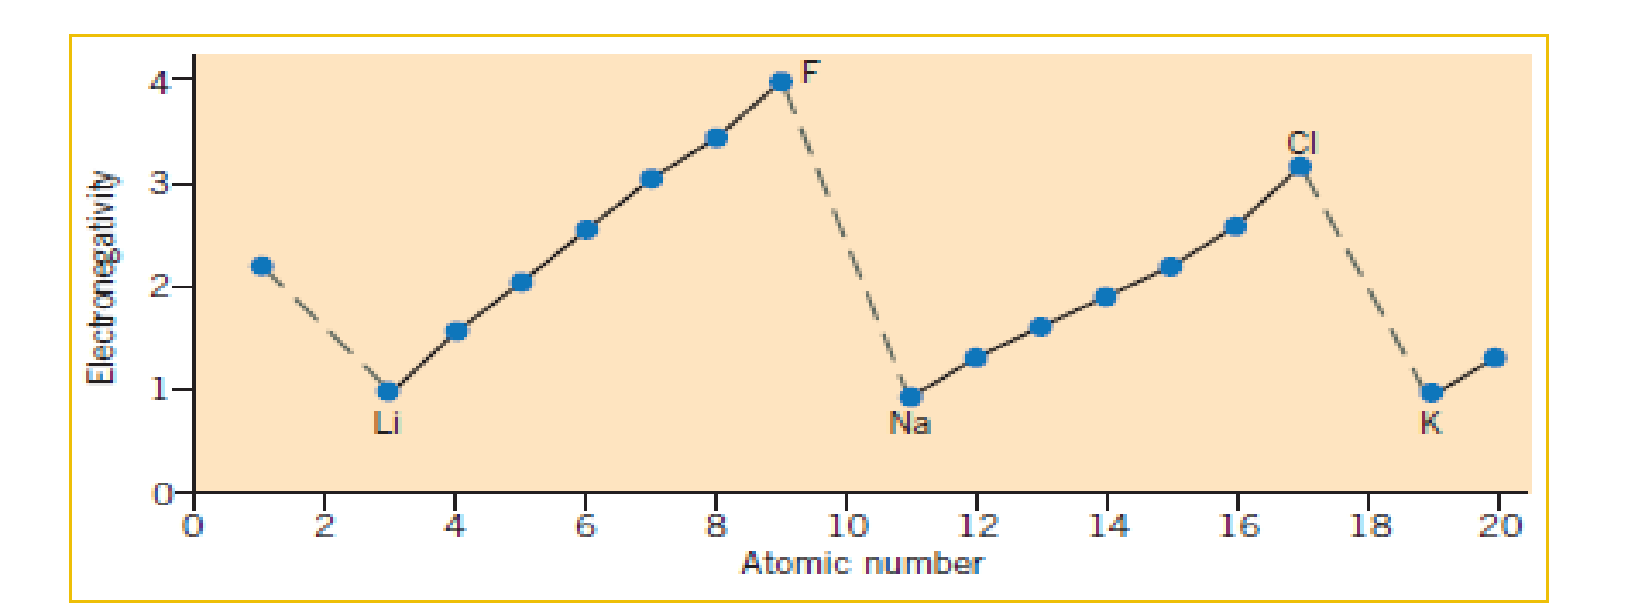 4
F
Cl
3
Electronegativity
2
1
Li
Na
K
0
0 2 4 6 8 10 12 14 16 18 20
Atomic number